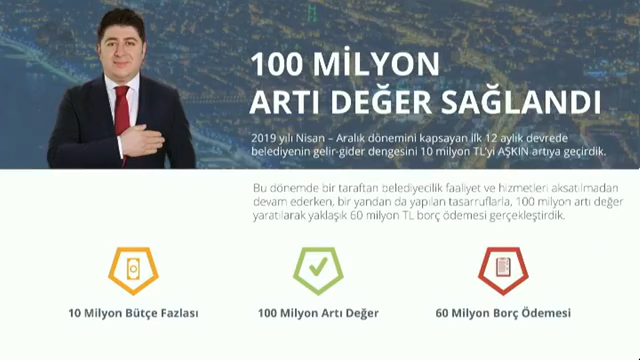 100 MİLYON
ARTI DEĞER SAĞLANDI
2019 yılı Nisan – Aralık dönemini kapsayan ilk 12 aylık devrede
belediyenin gelir-gider dengesini 10 milyon TL'yi AŞKIN artıya geçirdik.
Bu dönemde bir taraftan belediyecilik faaliyet ve hizmetleri aksatılmadan
devam ederken, bir yandan da yapılan tasarruflarla, 100 milyon artı değer
yaratılarak yaklaşık 60 milyon TL borç ödemesi gerçekleştirdik.
10 Milyon Bütçe Fazlası
100 Milyon Artı Değer
60 Milyon Borç Ödemesi